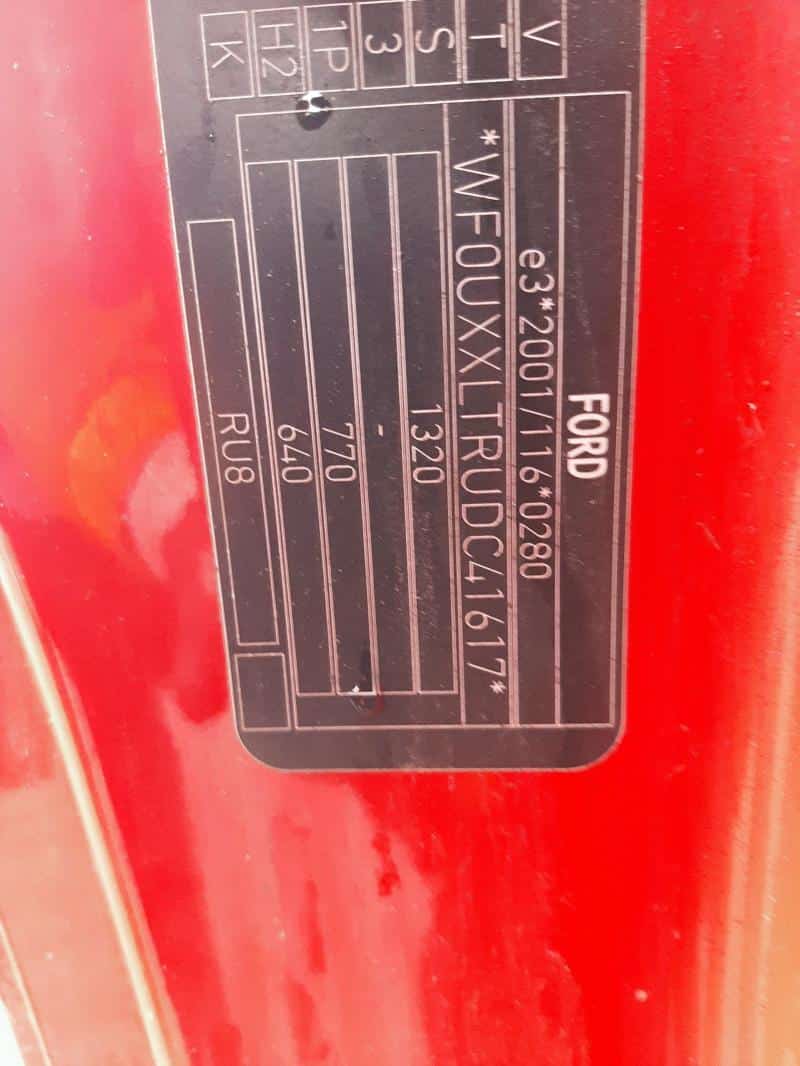 V
T
S
3
1P
H2
K
FORD
e3*2001/116*0280
*WF0UXXLTRUDC41617*
1320
-
770
640
RU8